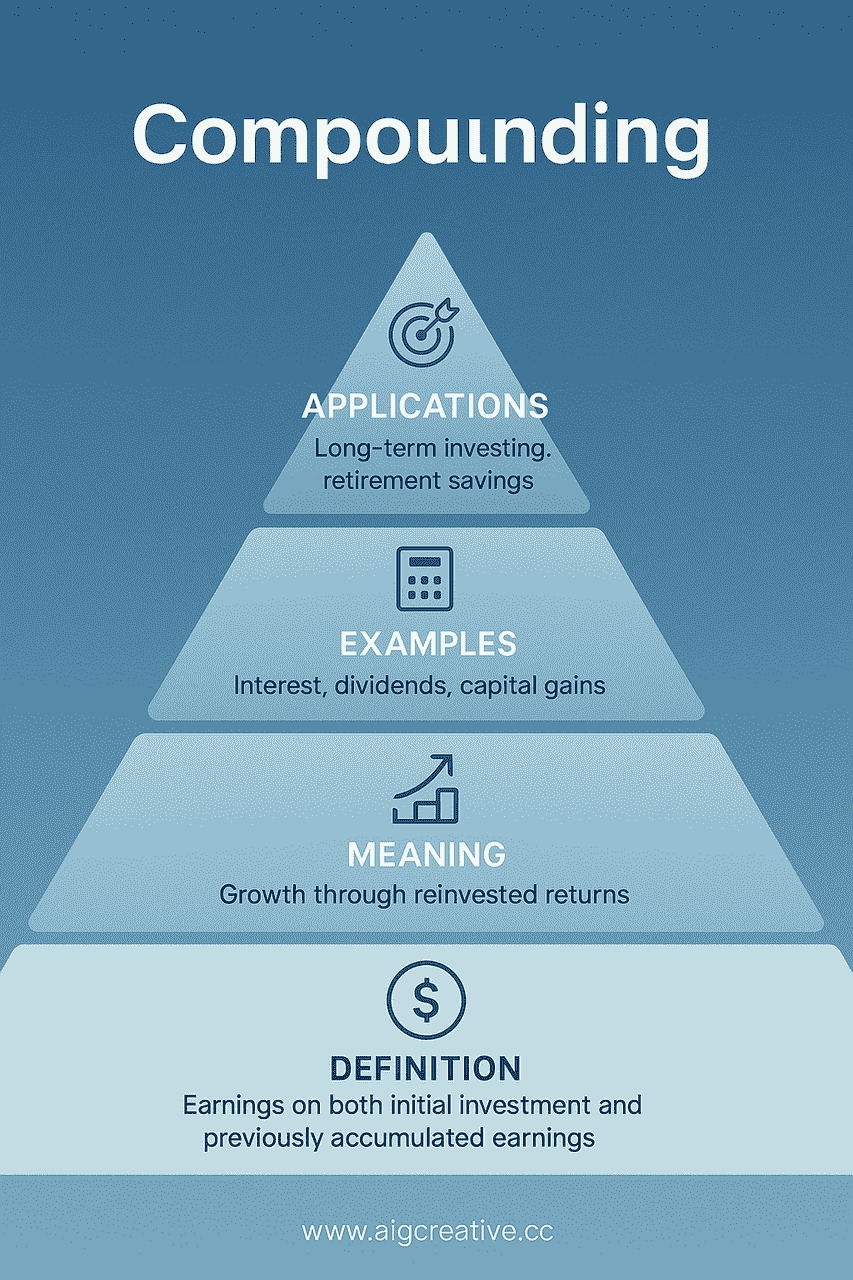 Compouınding
APPLICATIONS
Long-term investing.
retirement savings
EXAMPLES
Interest, dividends, capital gains
MEANING
Growth through reinvested returns
$
DEFINITION
Earnings on both initial investment and
previously accumulated earnings
www.aigcreative.cc